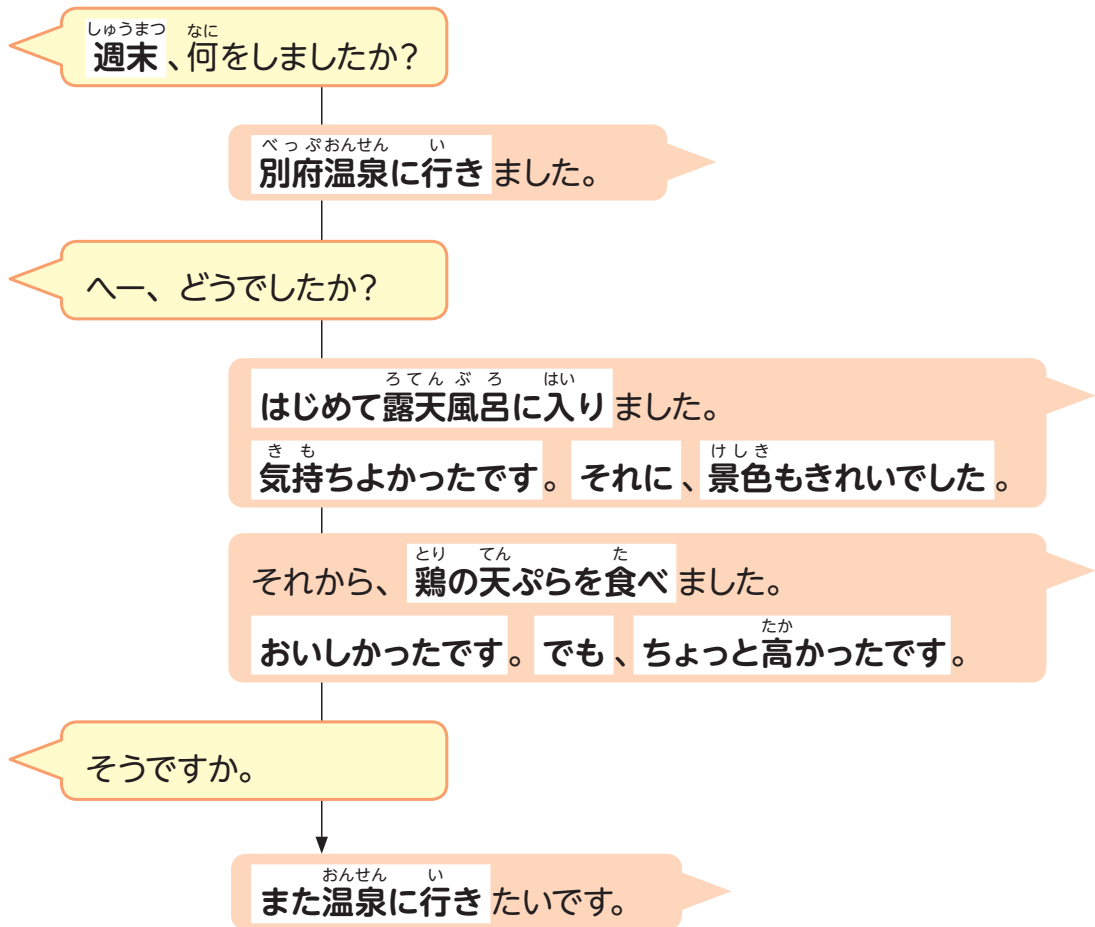 しゅうまつ なに
週末、何をしましたか?
べっぷおんせん い
別府温泉に行きました。
へー、どうでしたか?
ろてんぶろ はい
はじめて露天風呂に入りました。
きも けしき
気持ちよかったです。それに、景色もきれいでした。
とり てん た
それから、鶏の天ぷらを食べました。
たか
おいしかったです。でも、ちょっと高かったです。
そうですか。
おんせん い
また温泉に行きたいです。